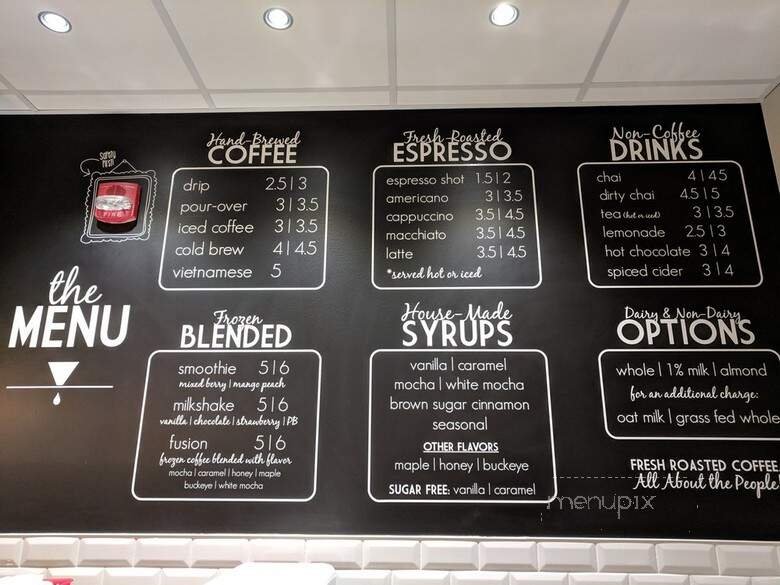 SAFETY FIRST!
FIRE
the
MENU
Hand-Brewed
COFFEE
drip 2.5 | 3
pour-over 3 | 3.5
iced coffee 3 | 3.5
cold brew 4 | 4.5
vietnamese 5
Fresh-Roasted
ESPRESSO
espresso shot 1.5 | 2
americano 3 | 3.5
cappuccino 3.5 | 4.5
macchiato 3.5 | 4.5
latte 3.5 | 4.5
*served hot or iced
Non-Coffee
DRINKS
chai 4 | 4.5
dirty chai 4.5 | 5
tea (hot or iced) 3 | 3.5
lemonade 2.5 | 3
hot chocolate 3 | 4
spiced cider 3 | 4
Frozen
BLENDED
smoothie 5 | 6
mixed berry | mango peach
milkshake 5 | 6
vanilla | chocolate | strawberry | PB
fusion 5 | 6
frozen coffee blended with flavor
mocha | caramel | honey | maple
buckeye | white mocha
House-Made
SYRUPS
vanilla | caramel
mocha | white mocha
brown sugar cinnamon
seasonal
OTHER FLAVORS
maple | honey | buckeye
SUGAR FREE: vanilla | caramel
Dairy & Non-Dairy
OPTIONS
whole | 1% milk | almond
for an additional charge:
oat milk | grass fed whole
FRESH ROASTED COFFEE
All About the People
menupix